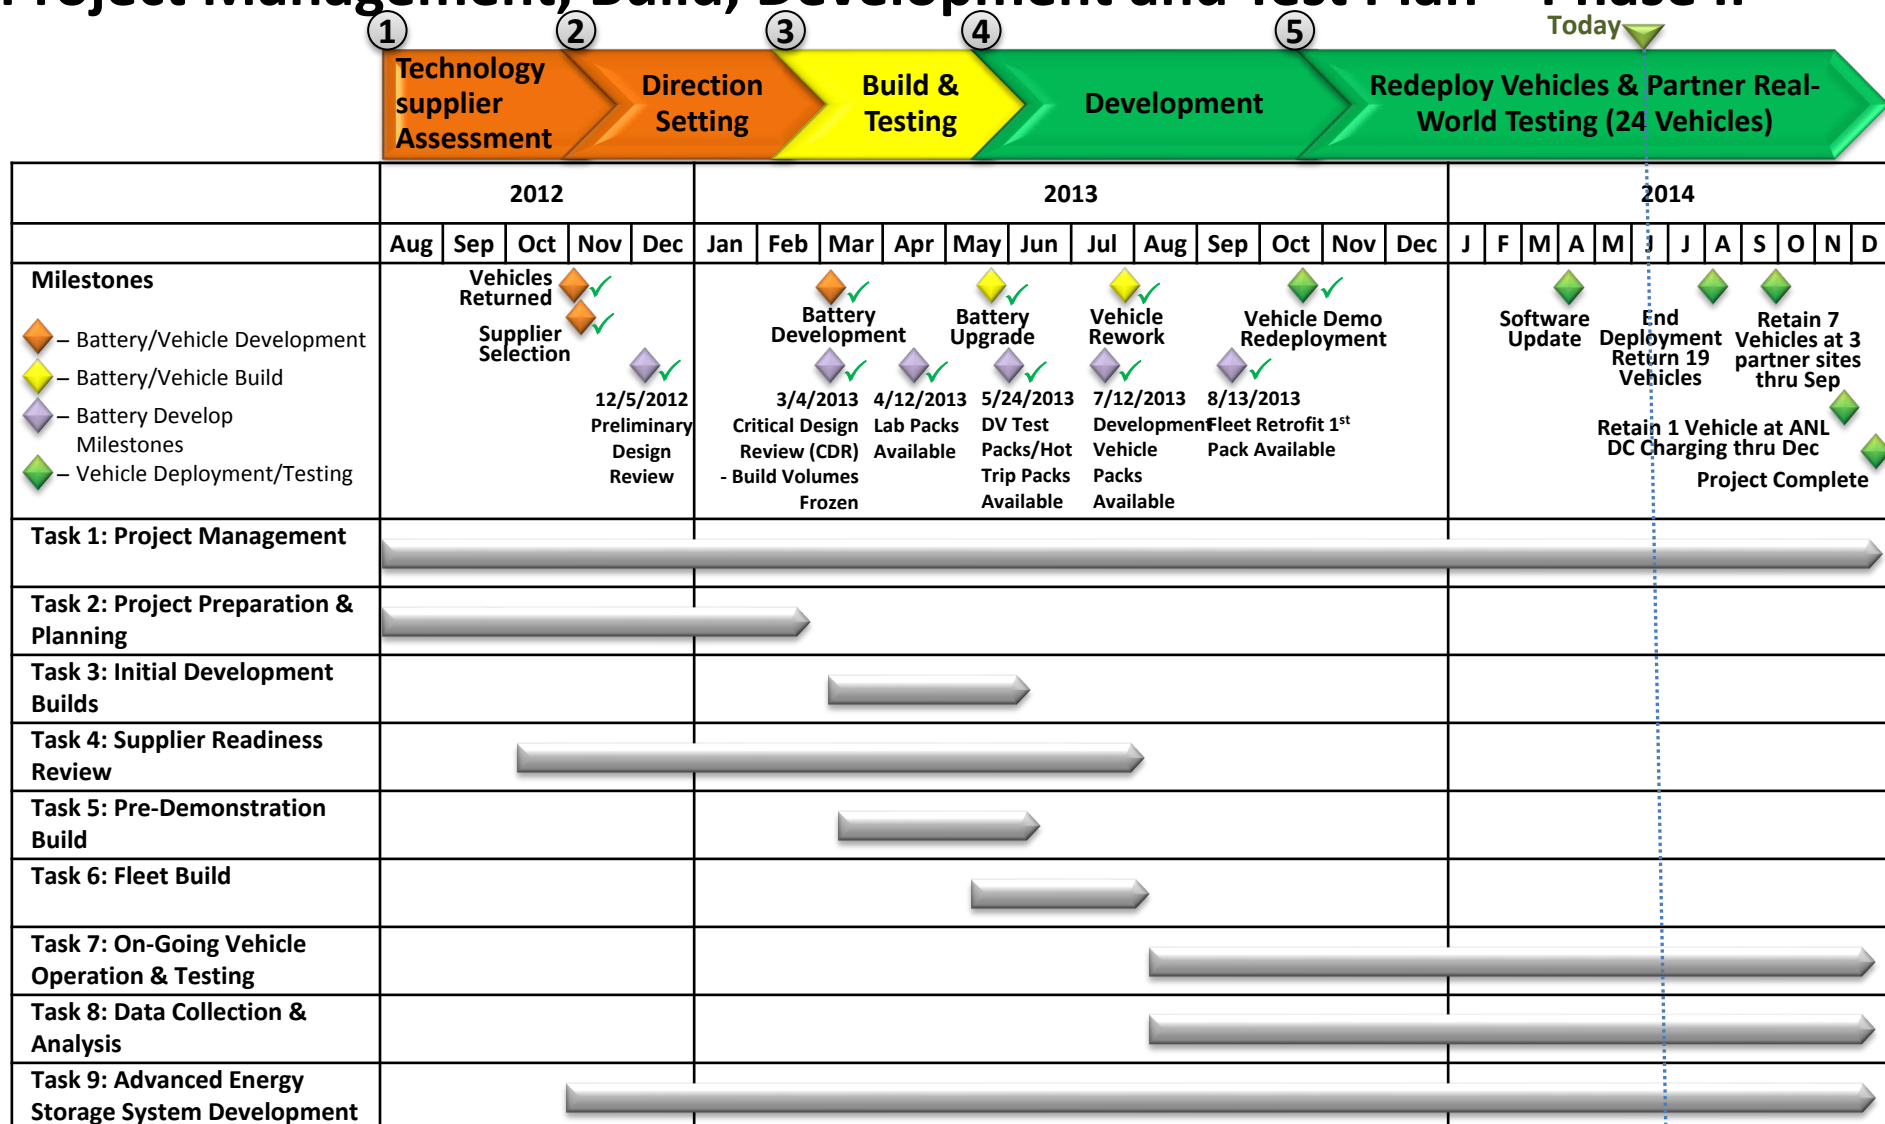 Project Management, Build, Development and Test Plan – Phase II
1
2
3
4
5
Today
Technology
supplier
Assessment
Direction
Setting
Build &
Testing
Development
Redeploy Vehicles & Partner Real-
World Testing (24 Vehicles)
2012
2013
2014
Aug Sep Oct Nov Dec Jan Feb Mar Apr May Jun Jul Aug Sep Oct Nov Dec J F M A M J J A S O N D
Milestones
– Battery/Vehicle Development
– Battery/Vehicle Build
– Battery Develop
Milestones
– Vehicle Deployment/Testing
Vehicles
Returned
Supplier
Selection
12/5/2012
Preliminary
Design
Review
Battery
Development
3/4/2013
Critical Design
Review (CDR)
- Build Volumes
Frozen
4/12/2013
Lab Packs
Available
Battery
Upgrade
5/24/2013
DV Test
Packs/Hot
Trip Packs
Available
Vehicle
Rework
7/12/2013
Development
Vehicle
Packs
Available
Vehicle Demo
Redeployment
8/13/2013
Fleet Retrofit 1st
Pack Available
Software
Update
End
Deployment
Return 19
Vehicles
Retain 7
Vehicles at 3
partner sites
thru Sep
Retain 1 Vehicle at ANL
DC Charging thru Dec
Project Complete
Task 1: Project Management
Task 2: Project Preparation &
Planning
Task 3: Initial Development
Builds
Task 4: Supplier Readiness
Review
Task 5: Pre-Demonstration
Build
Task 6: Fleet Build
Task 7: On-Going Vehicle
Operation & Testing
Task 8: Data Collection &
Analysis
Task 9: Advanced Energy
Storage System Development